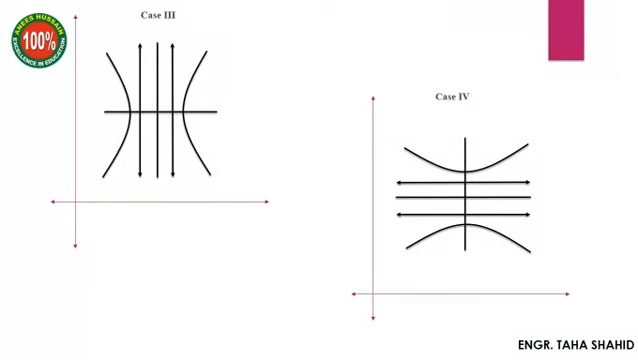 ANEES HUSSAIN
100%
EXCELLENCE IN EDUCATION
Case III
Case IV
ENGR. TAHA SHAHID